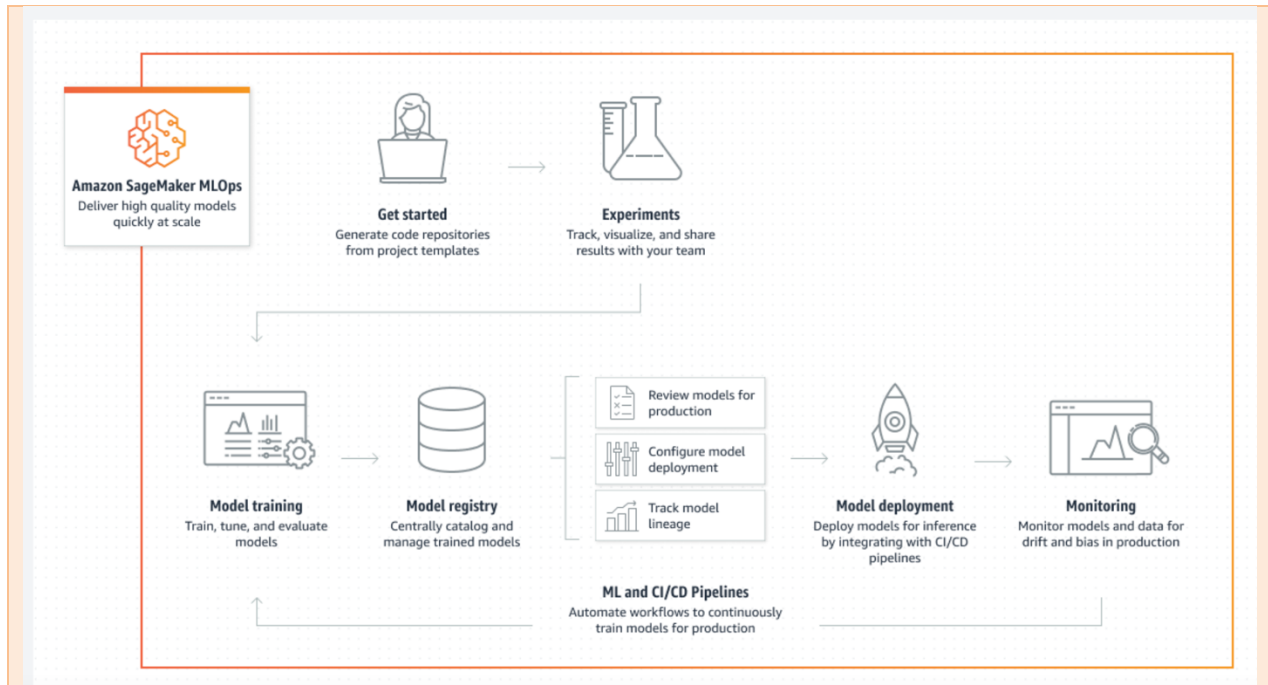 Amazon SageMaker MLOps
Deliver high quality models
quickly at scale
Get started
Generate code repositories
from project templates
Experiments
Track, visualize, and share
results with your team
Model training
Train, tune, and evaluate
models
Model registry
Centrally catalog and
manage trained models
Review models for
production
Configure model
deployment
Track model
lineage
Model deployment
Deploy models for inference
by integrating with CI/CD
pipelines
Monitoring
Monitor models and data for
drift and bias in production
ML and CI/CD Pipelines
Automate workflows to continuously
train models for production